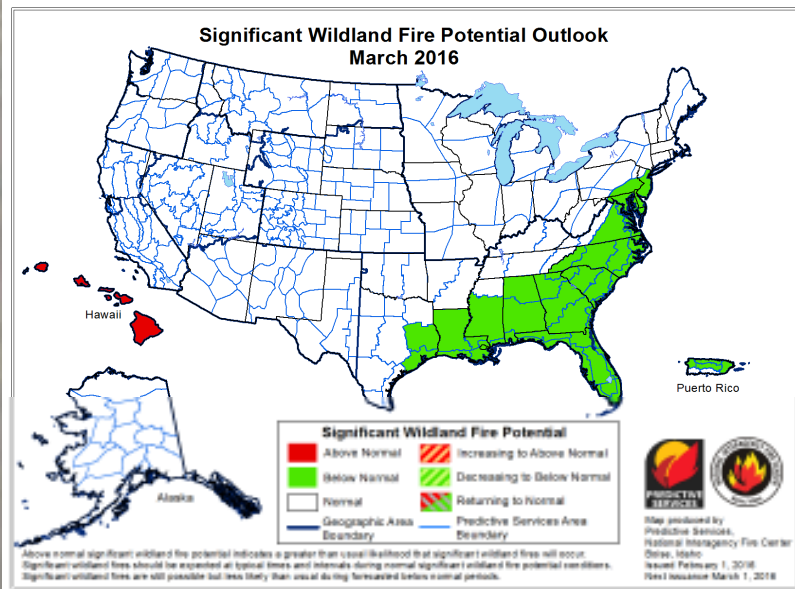 Significant Wildland Fire Potential Outlook
March 2016
Hawaii
Puerto Rico
Alaska
Significant Wildland Fire Potential
Above Normal
Increasing to Above Normal
Below Normal
Decreasing to Below Normal
Normal
Returning to Normal
Geographic Area Boundary
Predictive Services Area Boundary
PREDICTIVE
SERVICES
Map produced by
Predictive Services,
National Interagency Fire Center
Boise, Idaho
Issued February 1, 2016
Next issuance March 1, 2016
Above normal significant wildland fire potential indicates a greater than usual likelihood that significant wildland fires will occur.
Significant wildland fires should be expected at typical times and intervals during normal significant wildland fire potential conditions.
Significant wildland fires are still possible but less likely than usual during forecasted below normal periods.